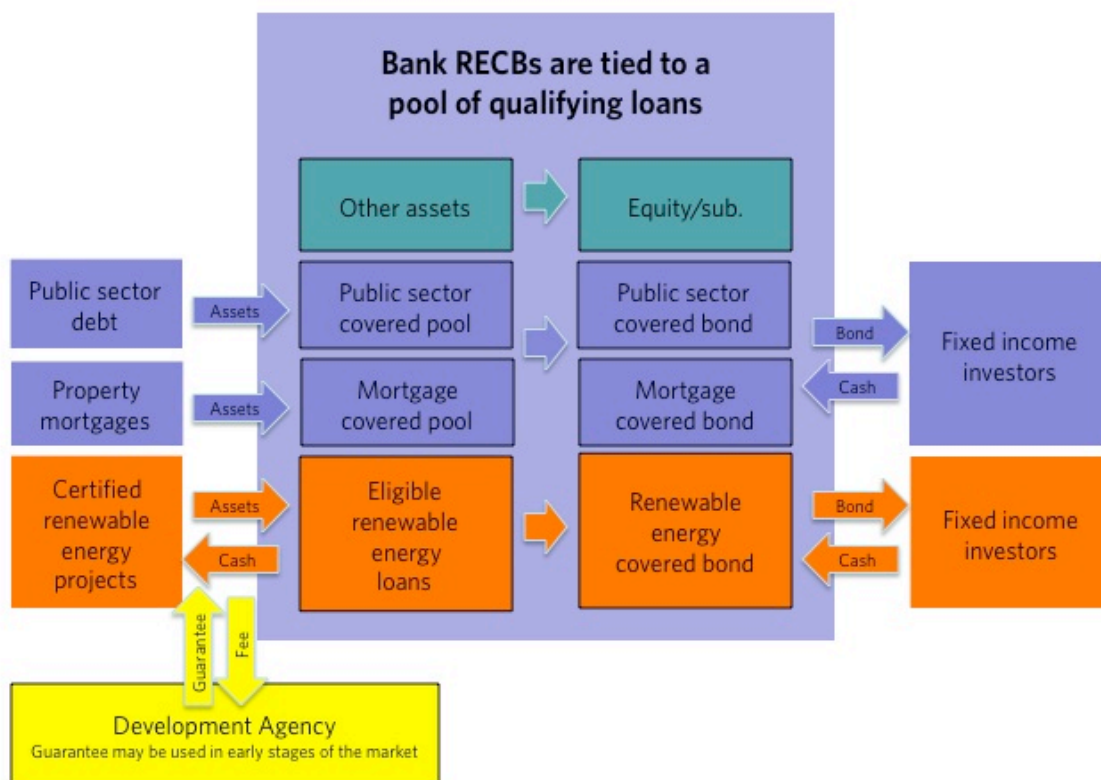 Bank RECBs are tied to a
pool of qualifying loans
Other assets
Equity/sub.
Public sector
debt
Assets
Public sector
covered pool
Public sector
covered bond
Bond
Fixed income
investors
Property
mortgages
Assets
Mortgage
covered pool
Mortgage
covered bond
Cash
Certified
renewable
energy
projects
Assets
Cash
Eligible
renewable
energy
loans
Renewable
energy
covered bond
Bond
Cash
Fixed income
investors
Guarantee
Fee
Development Agency
Guarantee may be used in early stages of the market